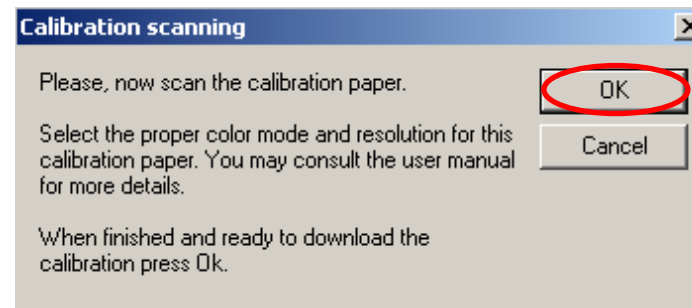 Calibration scanning
Please, now scan the calibration paper.
OK
Select the proper color mode and resolution for this
calibration paper. You may consult the user manual
for more details.
Cancel
When finished and ready to download the
calibration press Ok.